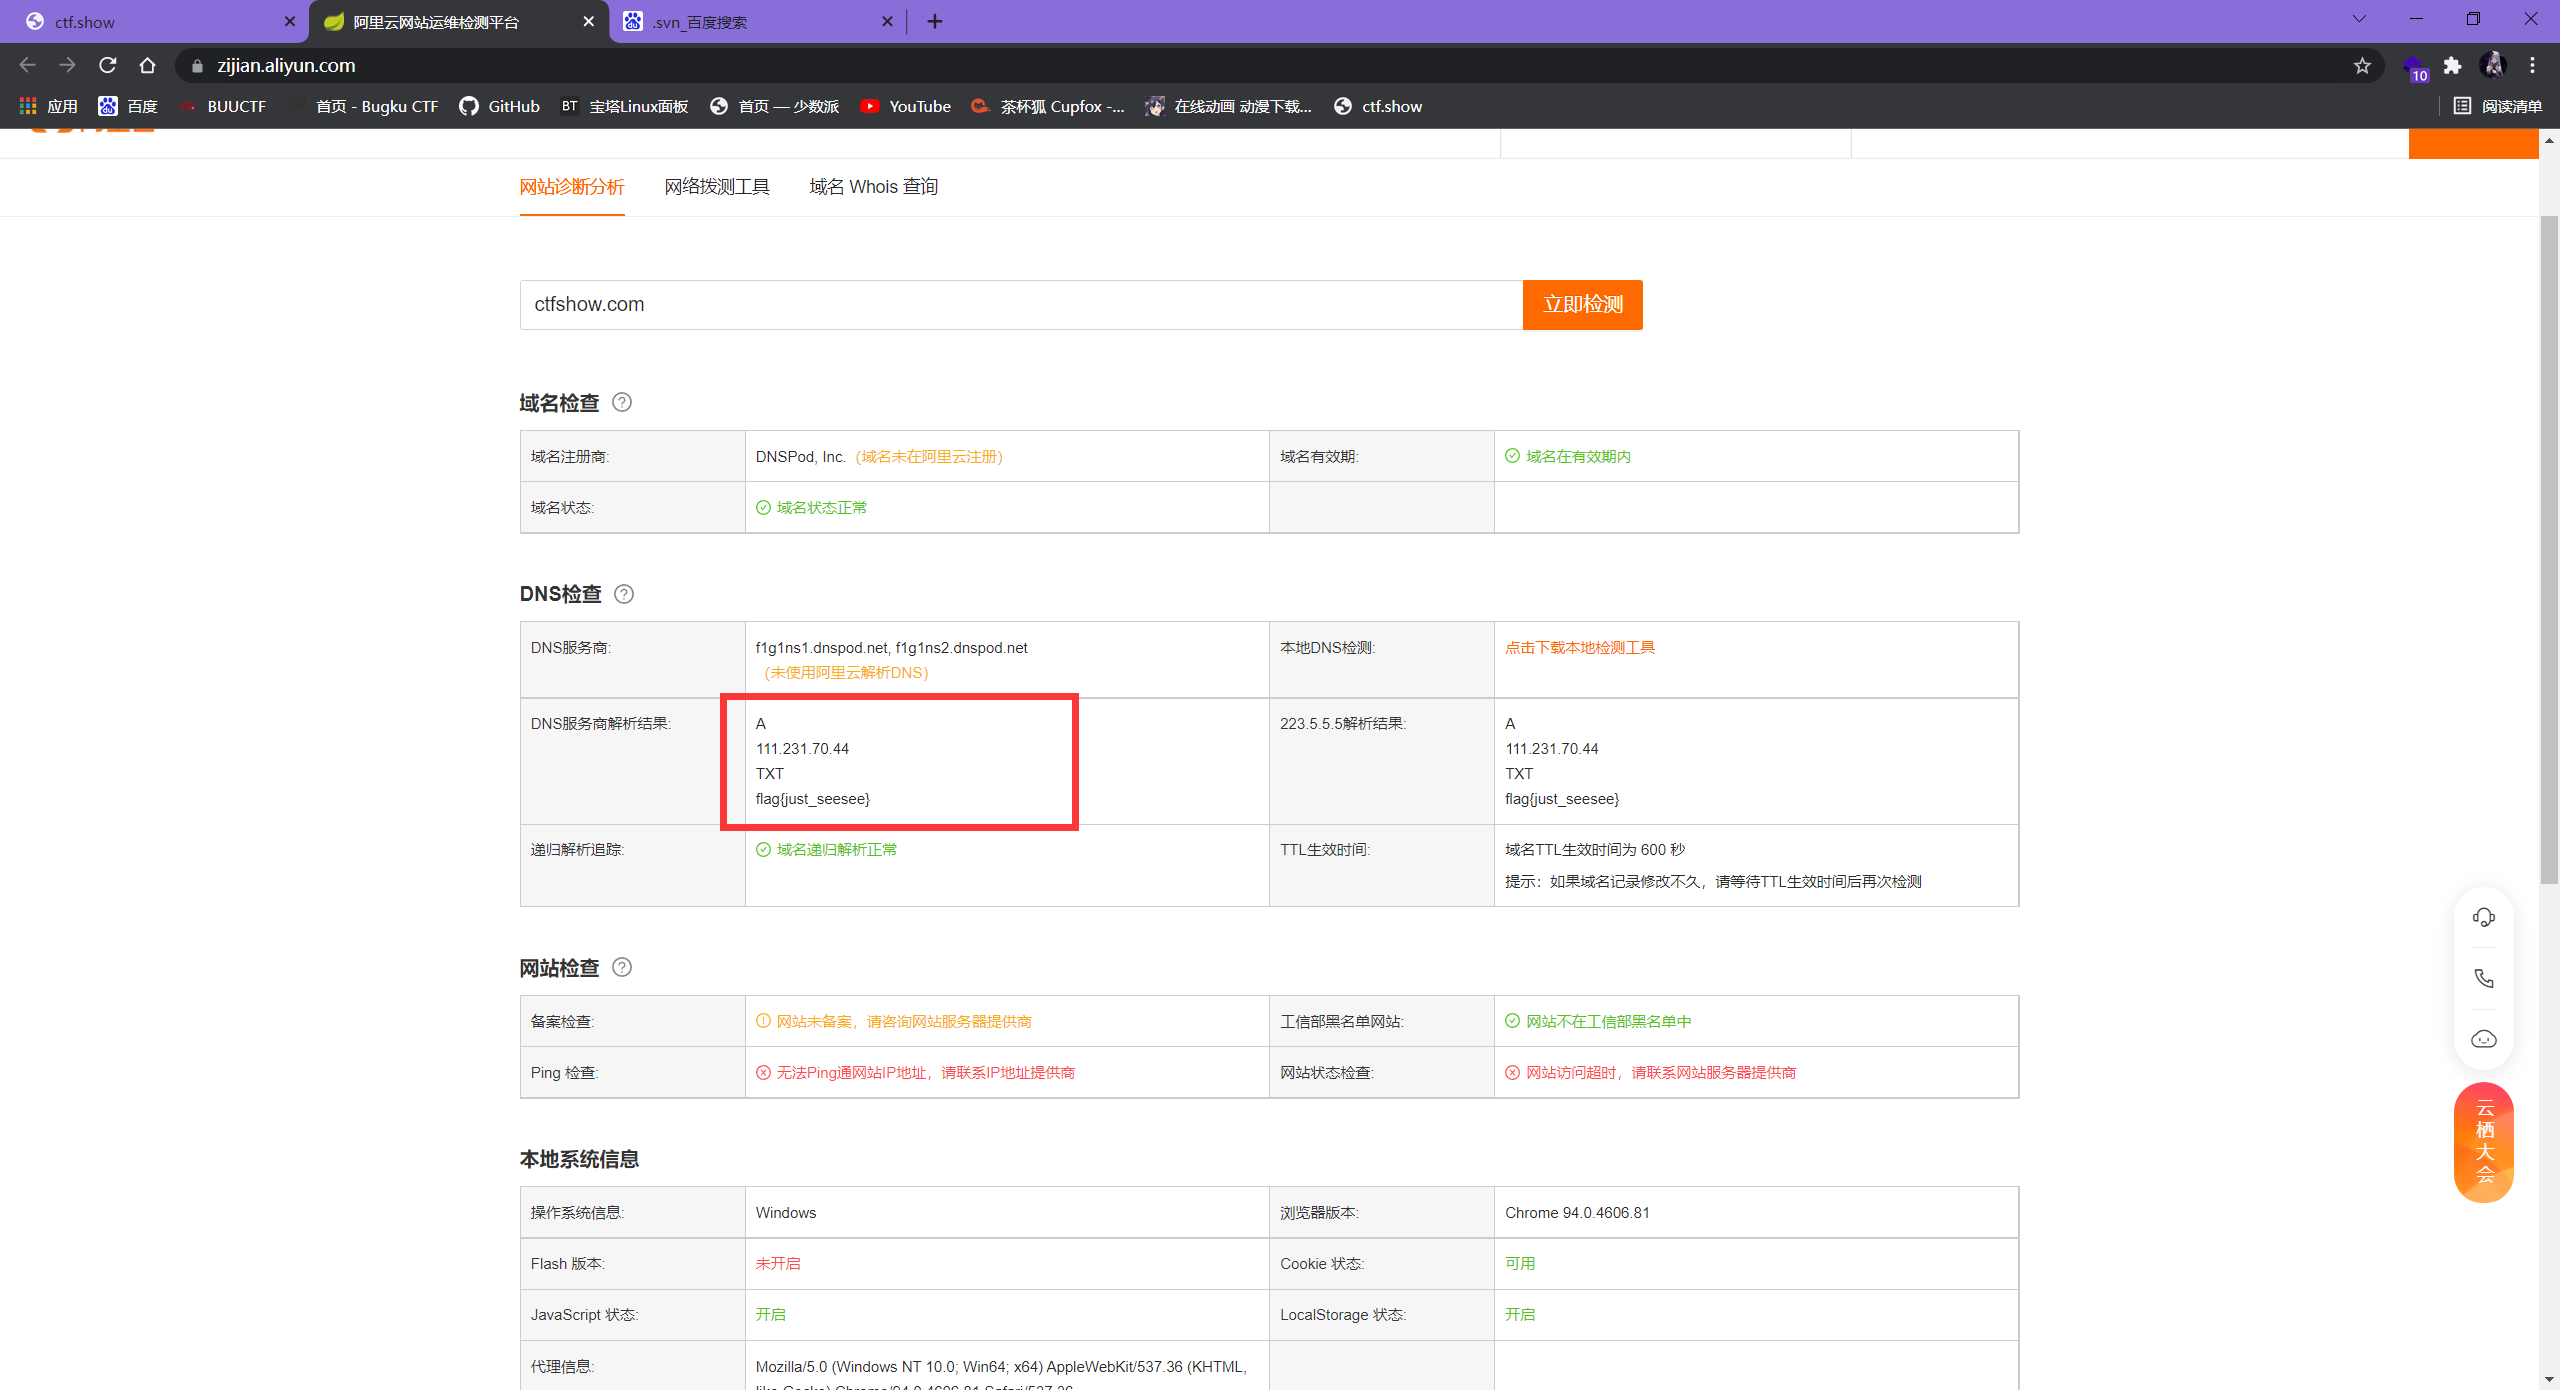 ctf.show
阿里云网站运维检测平台
.svn_百度搜索
zijian.aliyun.com
10
应用
百度
BUUCTF
首页 - Bugku CTF
GitHub
BT 宝塔Linux面板
首页 — 少数派
YouTube
茶杯狐 Cupfox -...
在线动画 动漫下载...
ctf.show
阅读清单
网站诊断分析
网络拨测工具
域名 Whois 查询
ctfshow.com
立即检测
域名检查
域名注册商:
DNSPod, Inc. (域名未在阿里云注册)
域名有效期:
域名在有效期内
域名状态:
域名状态正常
DNS检查
DNS服务商:
f1g1ns1.dnspod.net, f1g1ns2.dnspod.net
(未使用阿里云解析DNS)
本地DNS检测:
点击下载本地检测工具
DNS服务商解析结果:
A
111.231.70.44
TXT
flag{just_seesee}
223.5.5.5解析结果:
A
111.231.70.44
TXT
flag{just_seesee}
递归解析追踪:
域名递归解析正常
TTL生效时间:
域名TTL生效时间为 600 秒
提示：如果域名记录修改不久，请等待TTL生效时间后再次检测
网站检查
备案检查:
网站未备案，请咨询网站服务器提供商
工信部黑名单网站:
网站不在工信部黑名单中
Ping 检查:
无法Ping通网站IP地址，请联系IP地址提供商
网站状态检查:
网站访问超时，请联系网站服务器提供商
云栖大会
本地系统信息
操作系统信息:
Windows
浏览器版本:
Chrome 94.0.4606.81
Flash 版本:
未开启
Cookie 状态:
可用
JavaScript 状态:
开启
LocalStorage 状态:
开启
代理信息:
Mozilla/5.0 (Windows NT 10.0; Win64; x64) AppleWebKit/537.36 (KHTML,
like Gecko) Chrome/94.0.4606.81 Safari/537.36